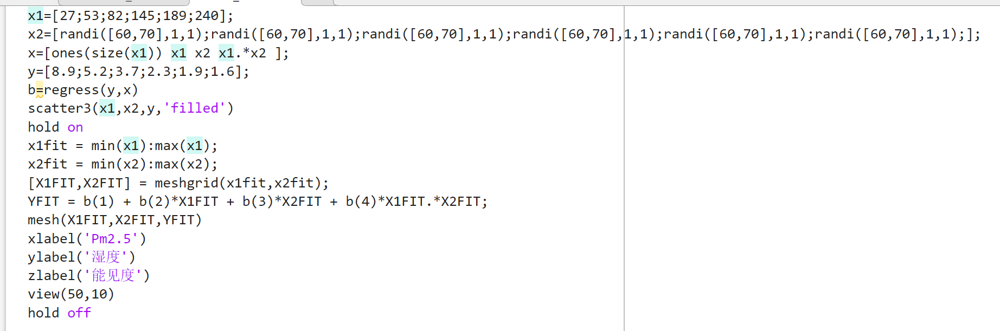 x1=[27;53;82;145;189;240];
x2=[randi([60,70],1,1);randi([60,70],1,1);randi([60,70],1,1);randi([60,70],1,1);randi([60,70],1,1);randi([60,70],1,1);];
x=[ones(size(x1)) x1 x2 x1.*x2 ];
y=[8.9;5.2;3.7;2.3;1.9;1.6];
b=regress(y,x)
scatter3(x1,x2,y,'filled')
hold on
x1fit = min(x1):max(x1);
x2fit = min(x2):max(x2);
[X1FIT,X2FIT] = meshgrid(x1fit,x2fit);
YFIT = b(1) + b(2)*X1FIT + b(3)*X2FIT + b(4)*X1FIT.*X2FIT;
mesh(X1FIT,X2FIT,YFIT)
xlabel('Pm2.5')
ylabel('湿度')
zlabel('能见度')
view(50,10)
hold off